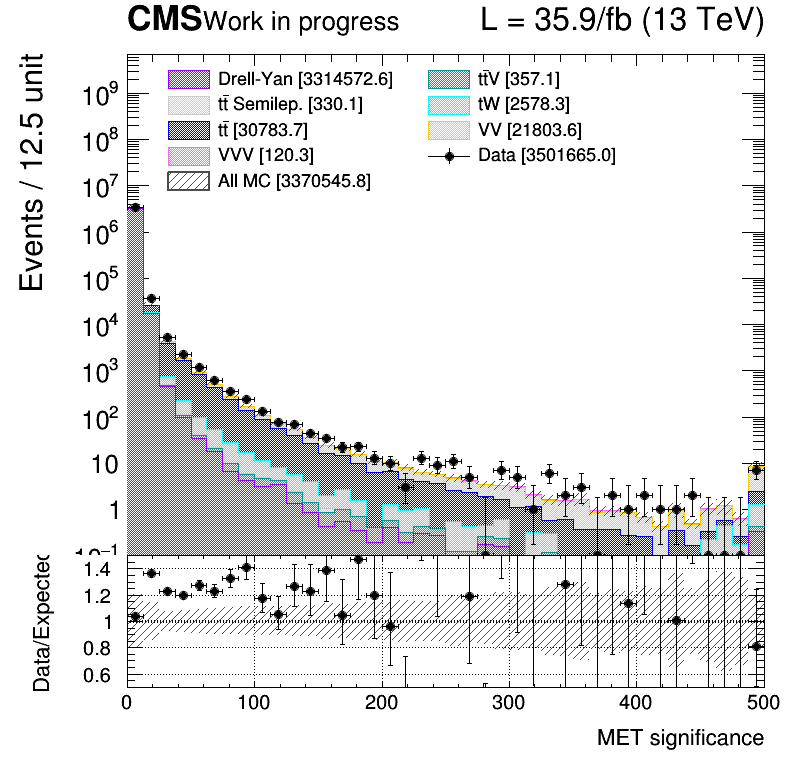 CMS Work in progress L = 35.9/fb (13 TeV)
Events / 12.5 unit
Drell-Yan [3314572.6]
tt̄ Semilep. [330.1]
tt̄ [30783.7]
VVV [120.3]
All MC [3370545.8]
tt̄V [357.1]
tW [2578.3]
VV [21803.6]
Data [3501665.0]
10⁹
10⁸
10⁷
10⁶
10⁵
10⁴
10³
10²
10
1
10⁻¹
Data/Expected
1.4
1.2
1
0.8
0.6
0 100 200 300 400 500
MET significance